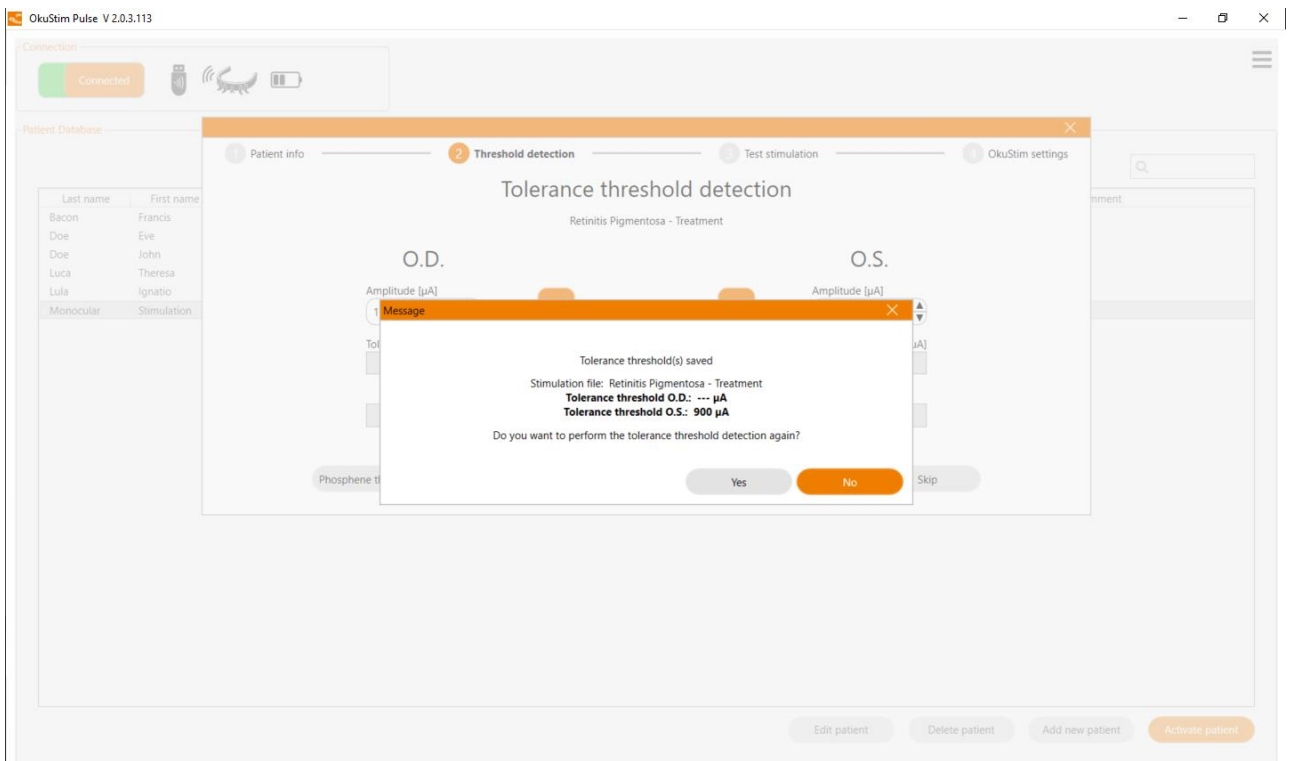 OkuStim Pulse V 2.0.3.113
Connection
Connected
Patient Database
1 Patient info
2 Threshold detection
3 Test stimulation
OkuStim settings
Tolerance threshold detection
Last name First name
Retinitis Pigmentosa - Treatment
Bacon Francis
Doe Eve
Doe John
Luca Theresa
Lula Ignatio
Monocular Stimulation
O.D. O.S.
Amplitude [µA] Amplitude [µA]
Message
Tolerance threshold(s) saved
Stimulation file: Retinitis Pigmentosa - Treatment
Tolerance threshold O.D.: --- µA
Tolerance threshold O.S.: 900 µA
Do you want to perform the tolerance threshold detection again?
Phosphene
Yes No Skip
Edit patient Delete patient Add new patient Activate patient